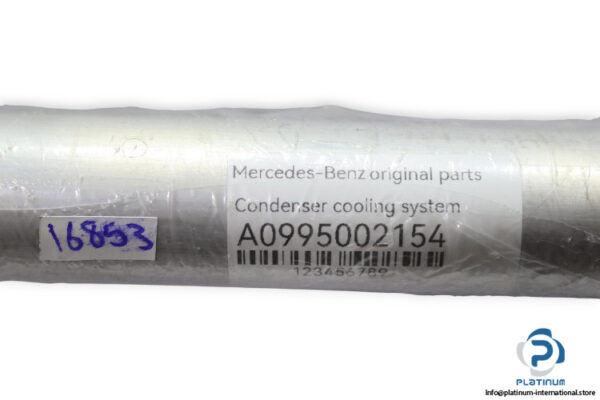 Mercedes-Benz original parts
Condenser cooling system
A0995002154
123456789
16853
PLATINUM
Info@platinum-international.store